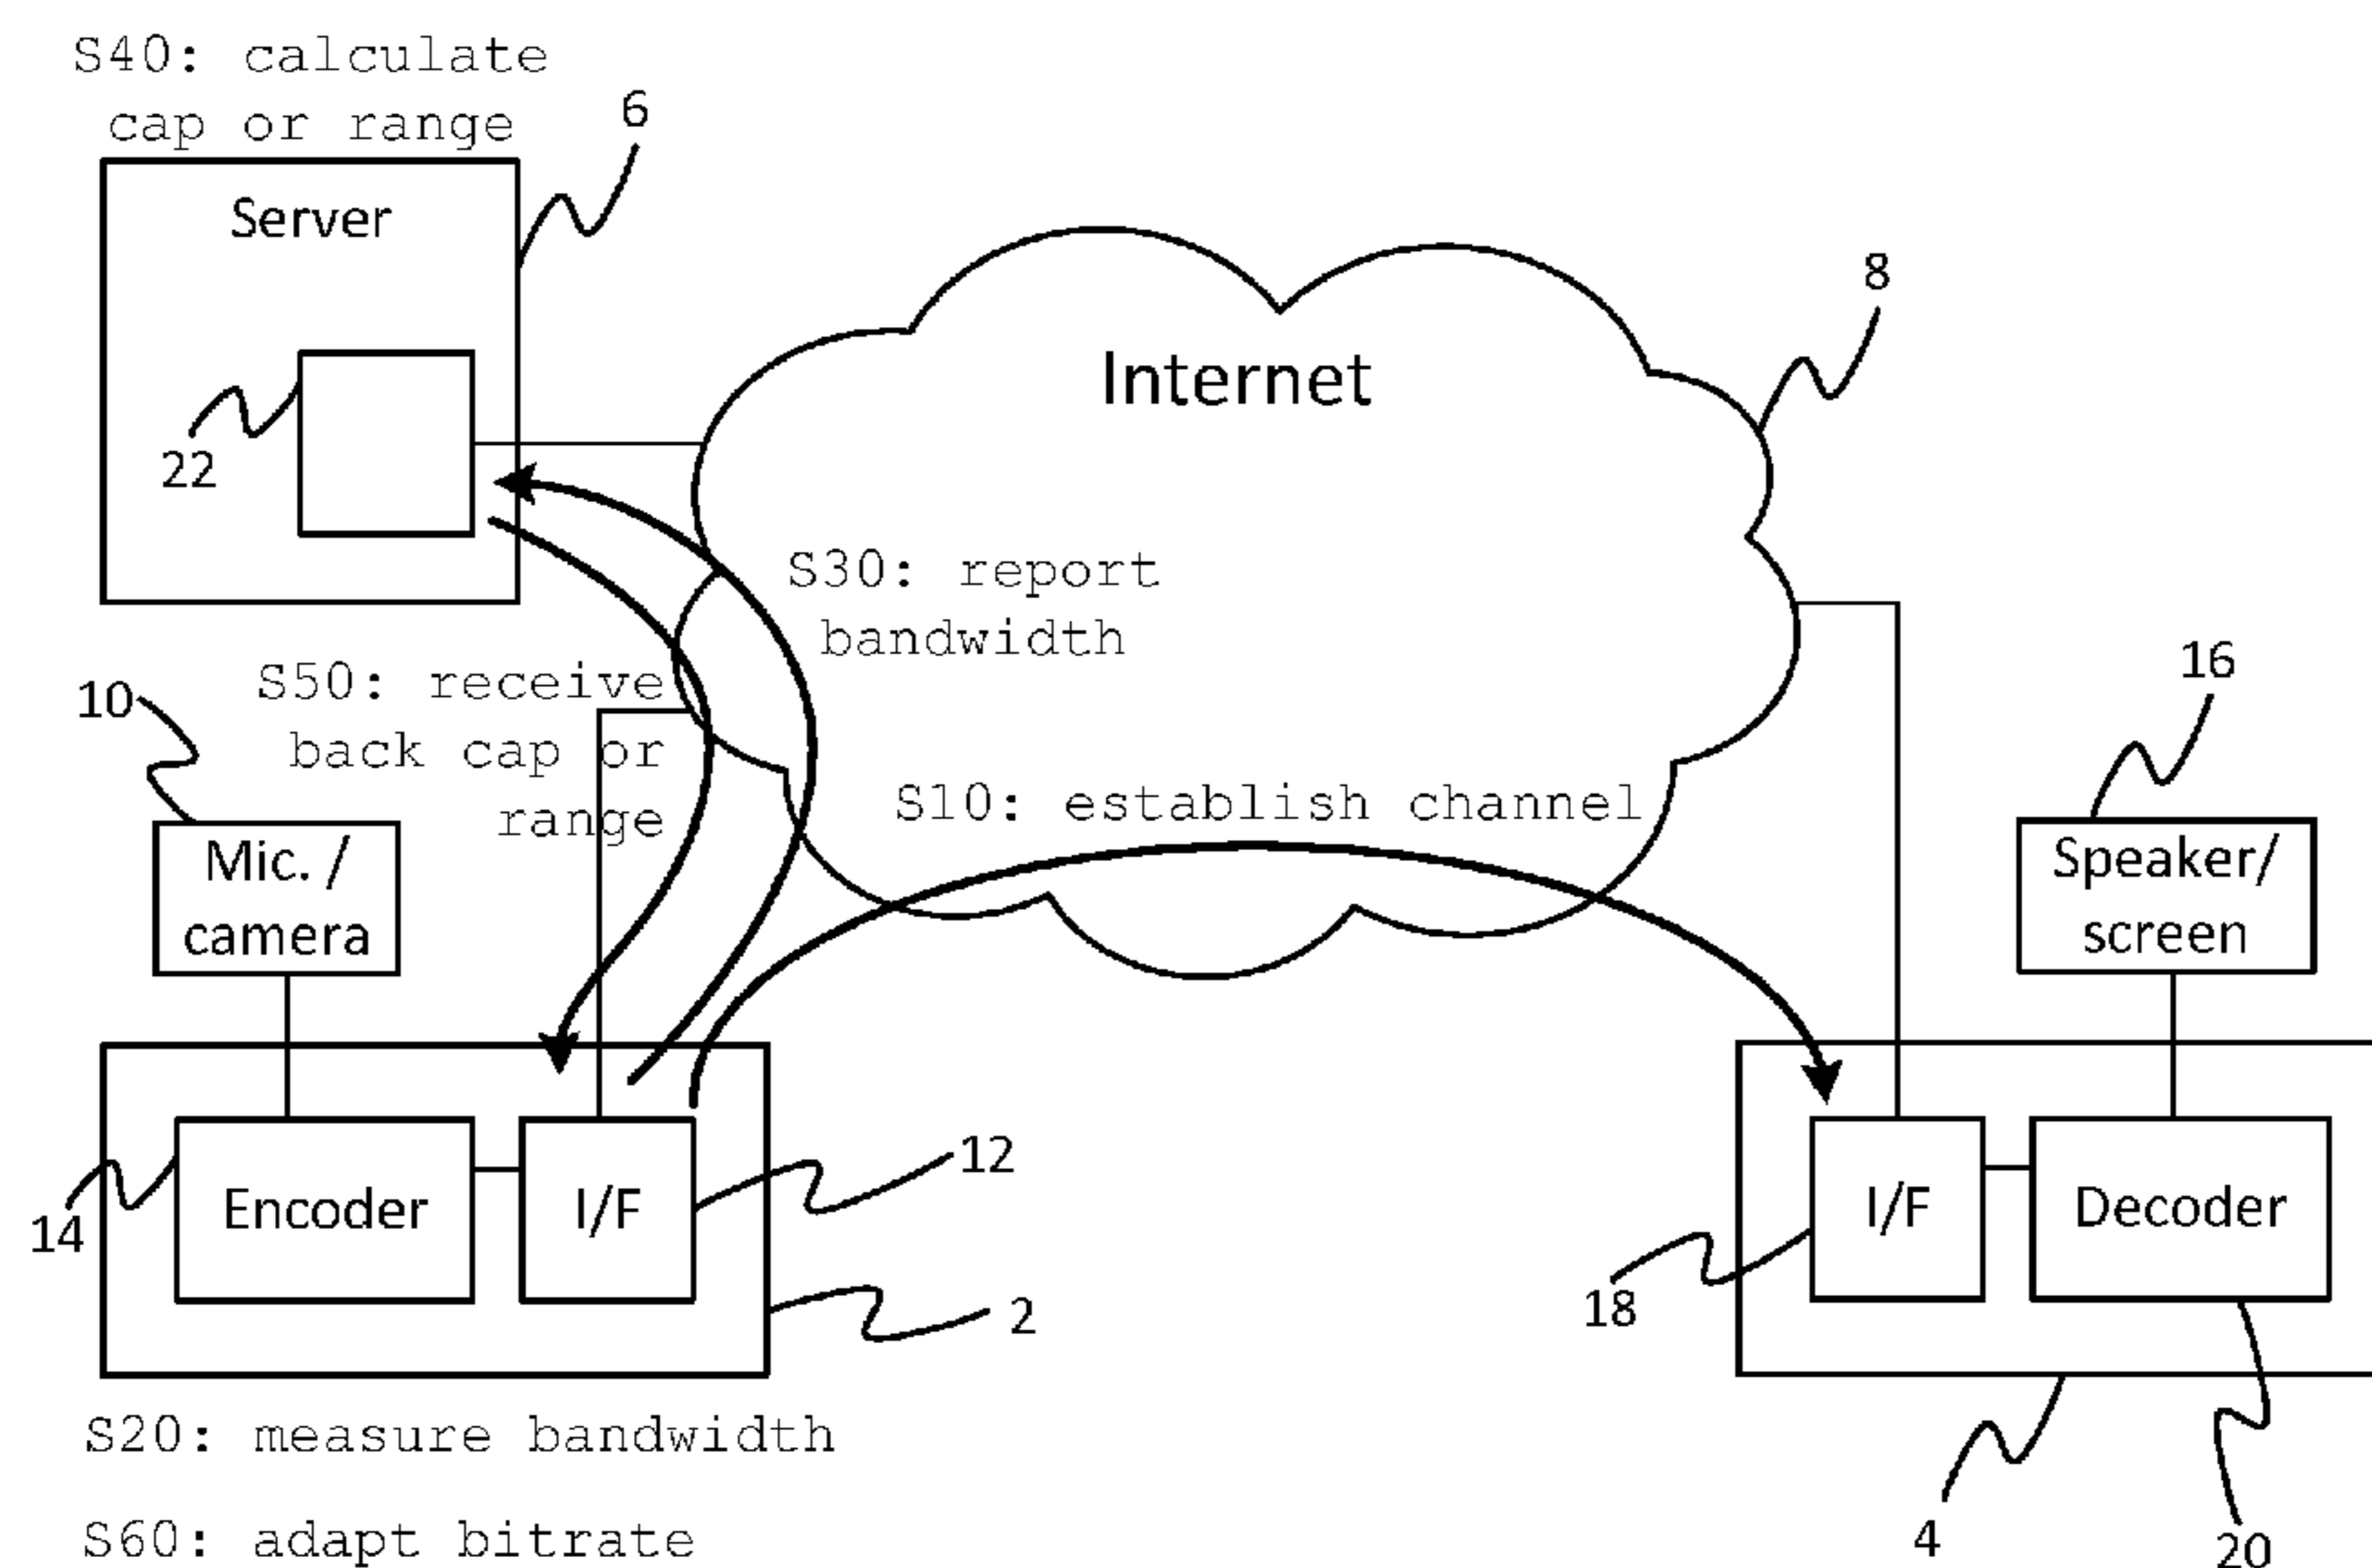 S40: calculate
cap or range
6
Server
22
Internet
8
S30: report
bandwidth
S50: receive
back cap or
range
10
Mic. /
camera
S10: establish channel
16
Speaker/
screen
Encoder
14
I/F
12
2
I/F
18
Decoder
4
20
S20: measure bandwidth
S60: adapt bitrate